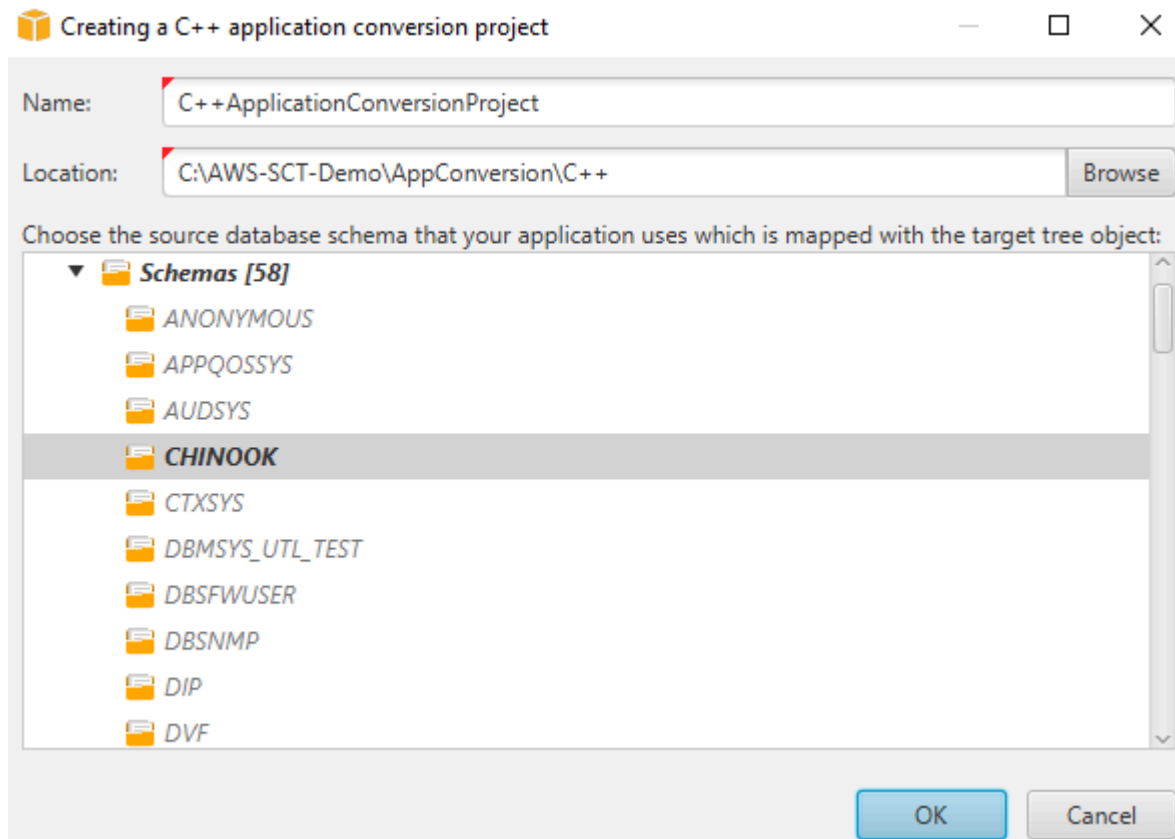 Creating a C++ application conversion project
Name: C++ApplicationConversionProject
Location: C:\AWS-SCT-Demo\AppConversion\C++ Browse
Choose the source database schema that your application uses which is mapped with the target tree object:
Schemas [58]
ANONYMOUS
APPQOSSYS
AUDSYS
CHINOOK
CTXSYS
DBMSYS_UTL_TEST
DBSFWUSER
DBSNMP
DIP
DVF
OK Cancel